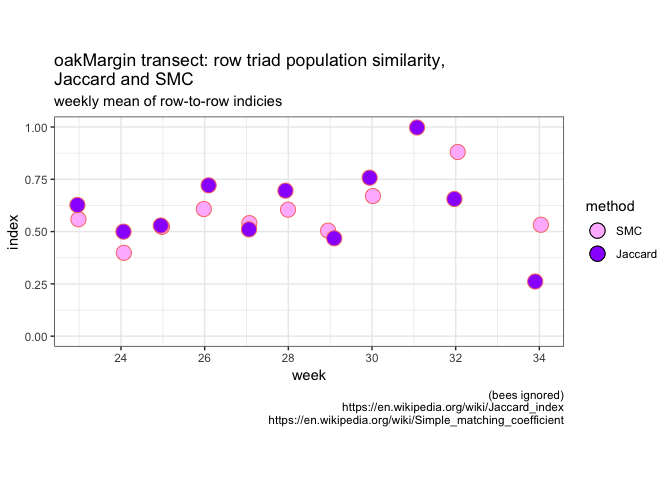 oakMargin transect: row triad population similarity,
Jaccard and SMC
weekly mean of row-to-row indicies
1.00
0.75
0.50
0.25
0.00
index
24
26
28
30
32
34
week
method
SMC
Jaccard
(bees ignored)
https://en.wikipedia.org/wiki/Jaccard_index
https://en.wikipedia.org/wiki/Simple_matching_coefficient